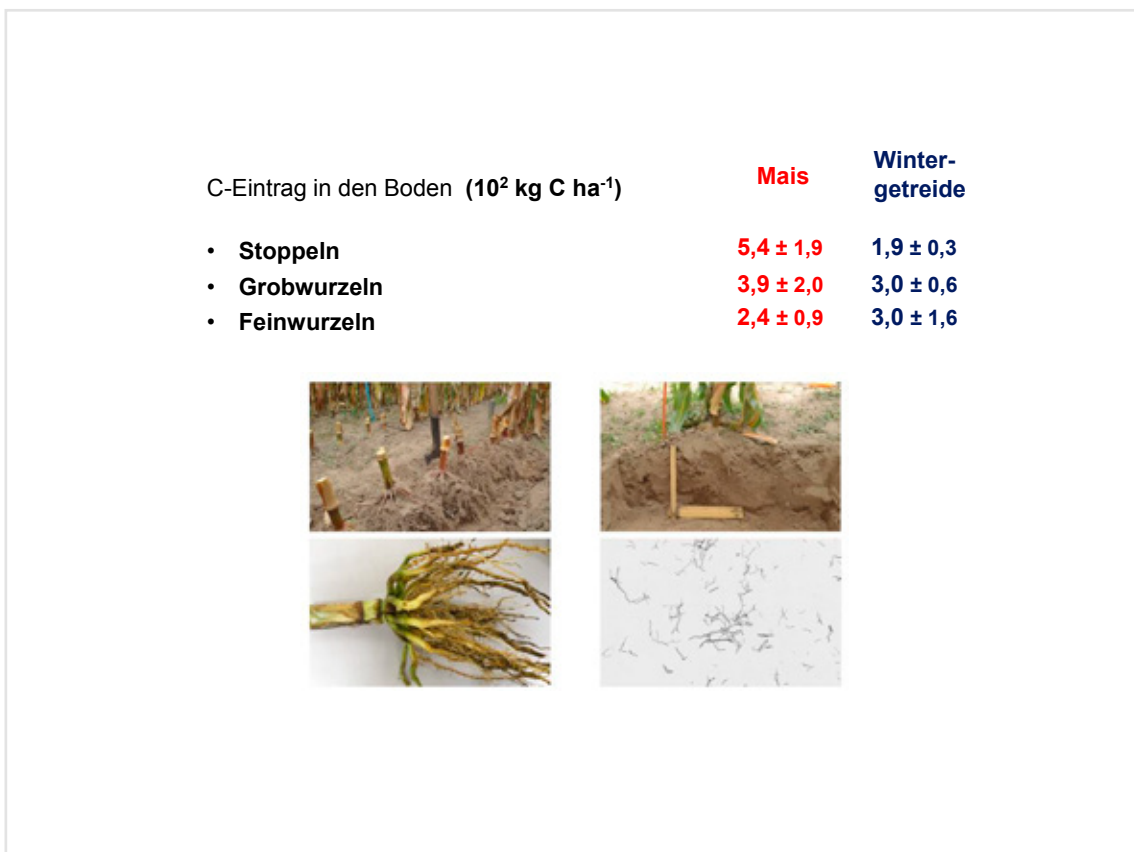 C-Eintrag in den Boden (10² kg C ha⁻¹) Mais Winter-
getreide
• Stoppeln 5,4 ± 1,9 1,9 ± 0,3
• Grobwurzeln 3,9 ± 2,0 3,0 ± 0,6
• Feinwurzeln 2,4 ± 0,9 3,0 ± 1,6